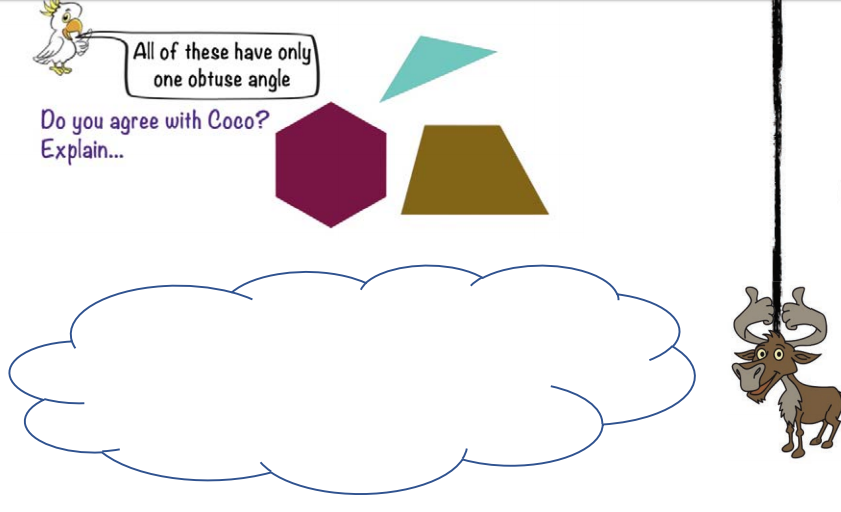 All of these have only
one obtuse angle
Do you agree with Coco?
Explain...